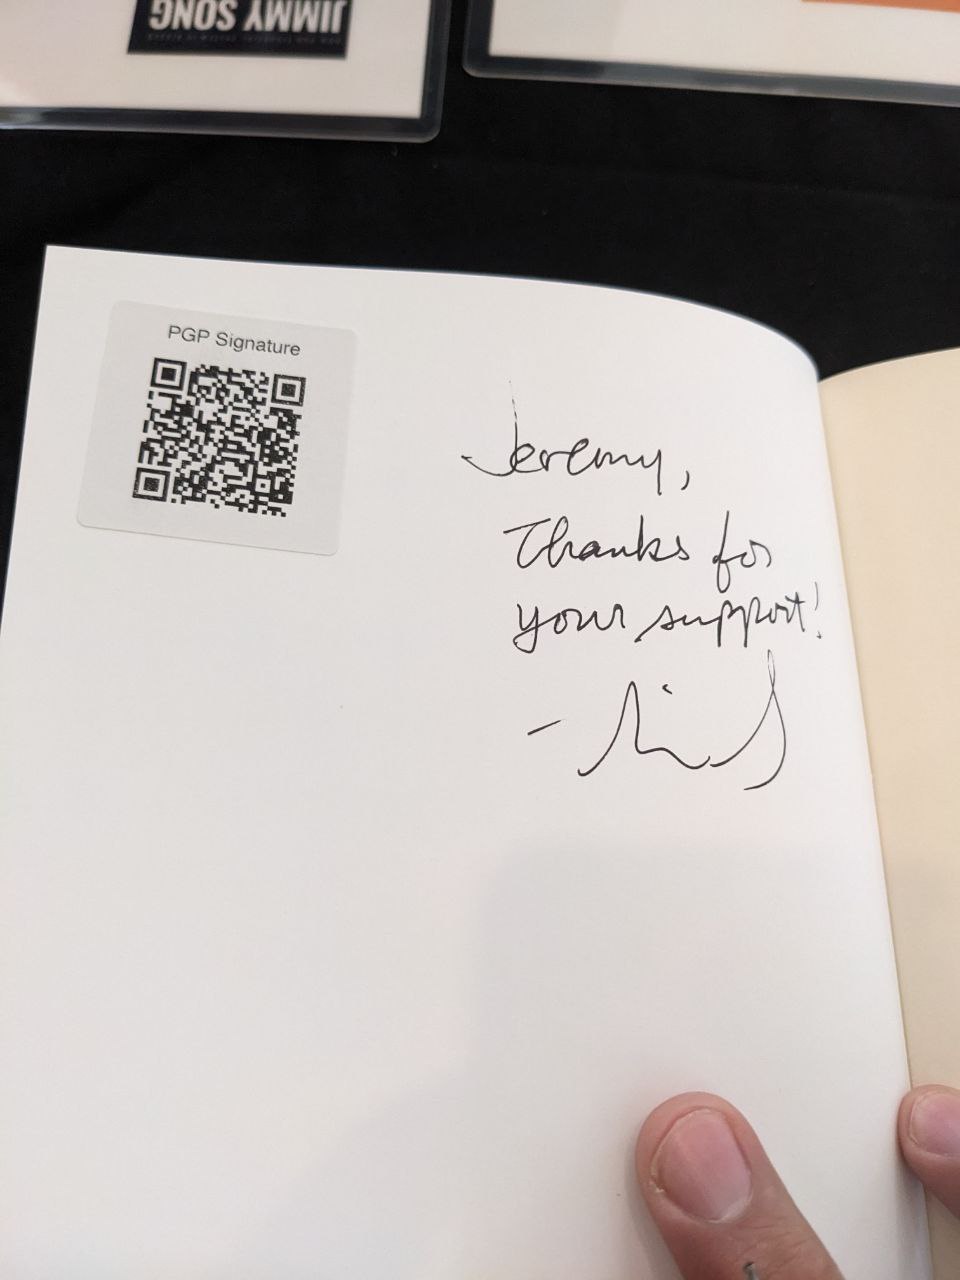 JIMMY SONG
PGP Signature
Jeremy,
Thanks for
your support!